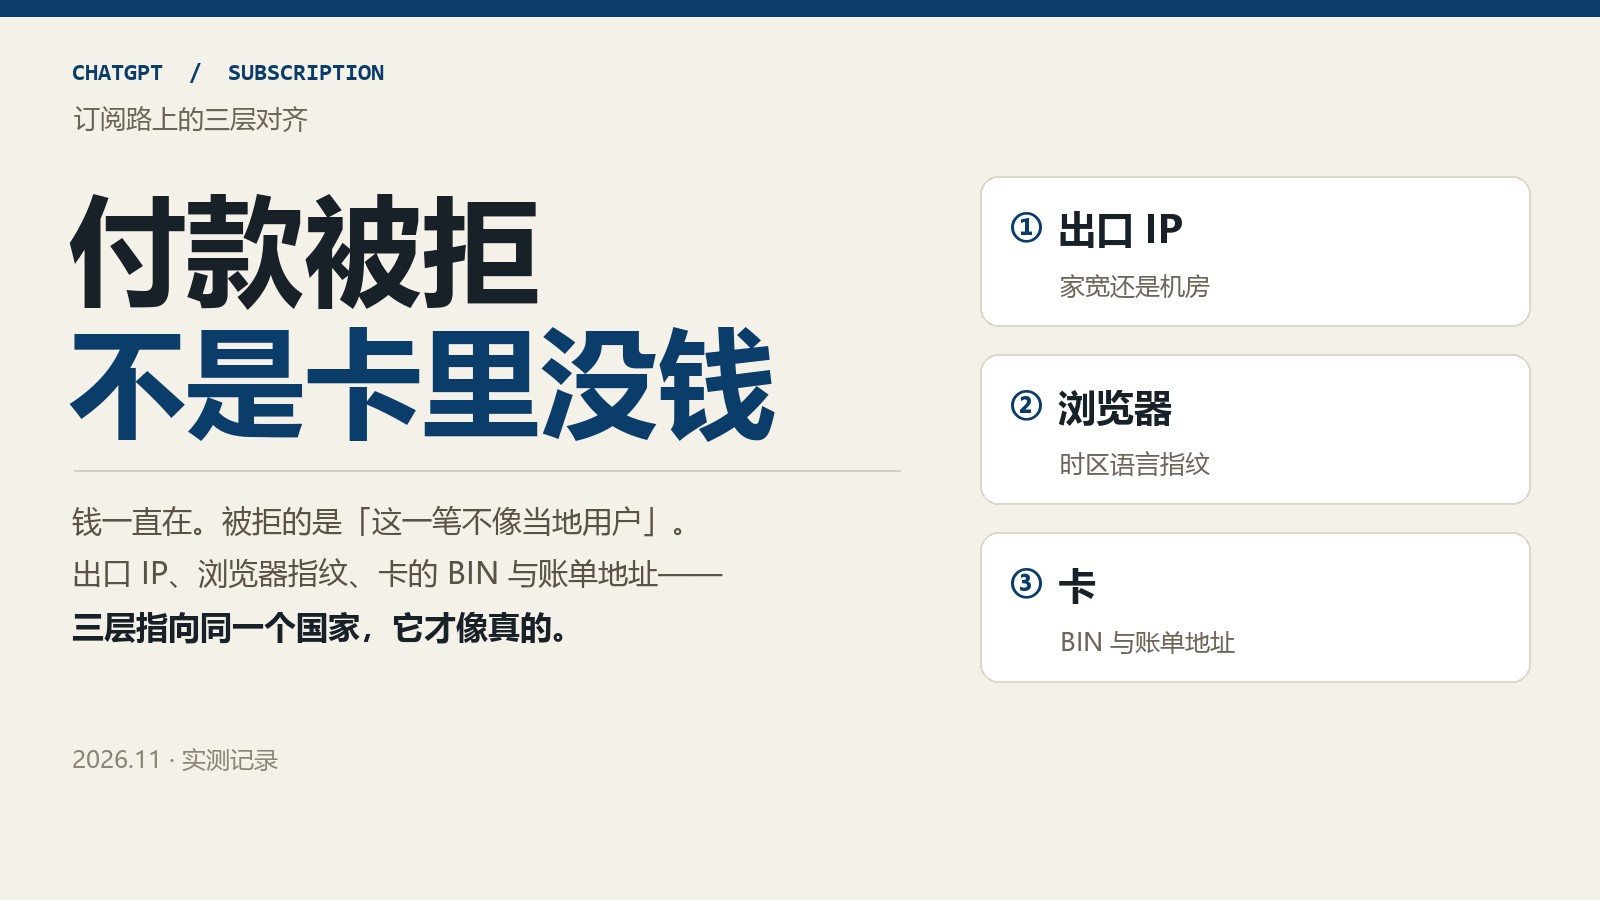 CHATGPT / SUBSCRIPTION
订阅路上的三层对齐
付款被拒
不是卡里没钱
钱一直在。被拒的是「这一笔不像当地用户」。
出口 IP、浏览器指纹、卡的 BIN 与账单地址——
三层指向同一个国家，它才像真的。
2026.11 · 实测记录
① 出口 IP
家宽还是机房
② 浏览器
时区语言指纹
③ 卡
BIN 与账单地址